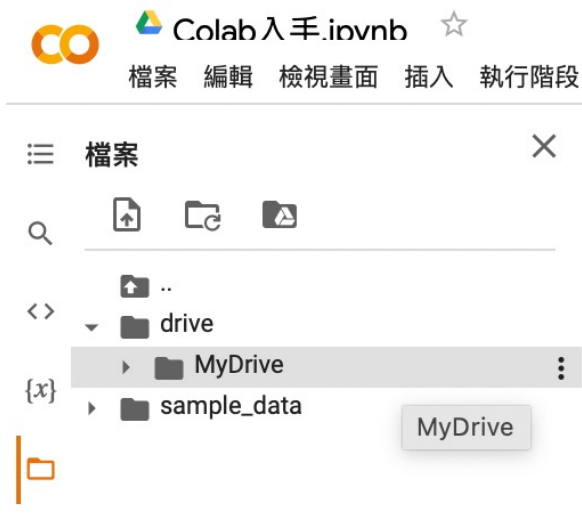 Colab入手.ipynb
檔案 編輯 檢視畫面 插入 執行階段
檔案
..
drive
MyDrive
{x}
sample_data
MyDrive